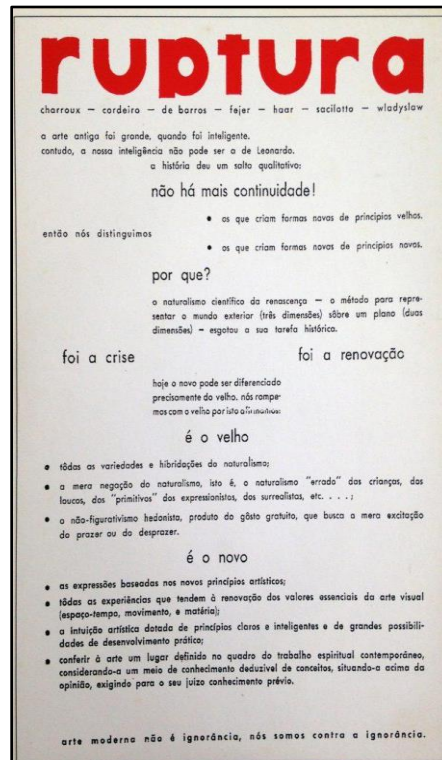 ruptura
charroux – cordeiro – de barros – fejer – haar – sacilotto – wladyslaw
a arte antiga foi grande, quando foi inteligente.
contudo, a nossa inteligência não pode ser a de Leonardo.
a história deu um salto qualitativo:
não há mais continuidade!
• os que criam formas novas de princípios velhos.
então nós distinguimos
• os que criam formas novas de princípios novos.
por que?
o naturalismo científico da renascença – o método para repre-
sentar o mundo exterior (três dimensões) sôbre um plano (duas
dimensões) – esgotou a sua tarefa histórica.
foi a crise foi a renovação
hoje o novo pode ser diferenciado
precisamente do velho. nós rompe-
mos com o velho por isto afirmamos:
é o velho
• tôdas as variedades e hibridações do naturalismo;
• a mera negação do naturalismo, isto é, o naturalismo "errado" das crianças, dos
loucos, dos "primitivos" dos expressionistas, dos surrealistas, etc. . . . ;
• o não-figurativismo hedonista, produto do gôsto gratuito, que busca a mera excitação
do prazer ou do desprazer.
é o novo
• as expressões baseadas nos novos princípios artísticos;
• tôdas as experiências que tendem à renovação dos valores essenciais da arte visual
(espaço-tempo, movimento, e matéria);
• a intuição artística dotada de princípios claros e inteligentes e de grandes possibili-
dades de desenvolvimento prático;
• conferir à arte um lugar definido no quadro do trabalho espiritual contemporâneo,
considerando-a um meio de conhecimento deduzível de conceitos, situando-a acima da
opinião, exigindo para o seu juízo conhecimento prévio.
arte moderna não é ignorância, nós somos contra a ignorância.